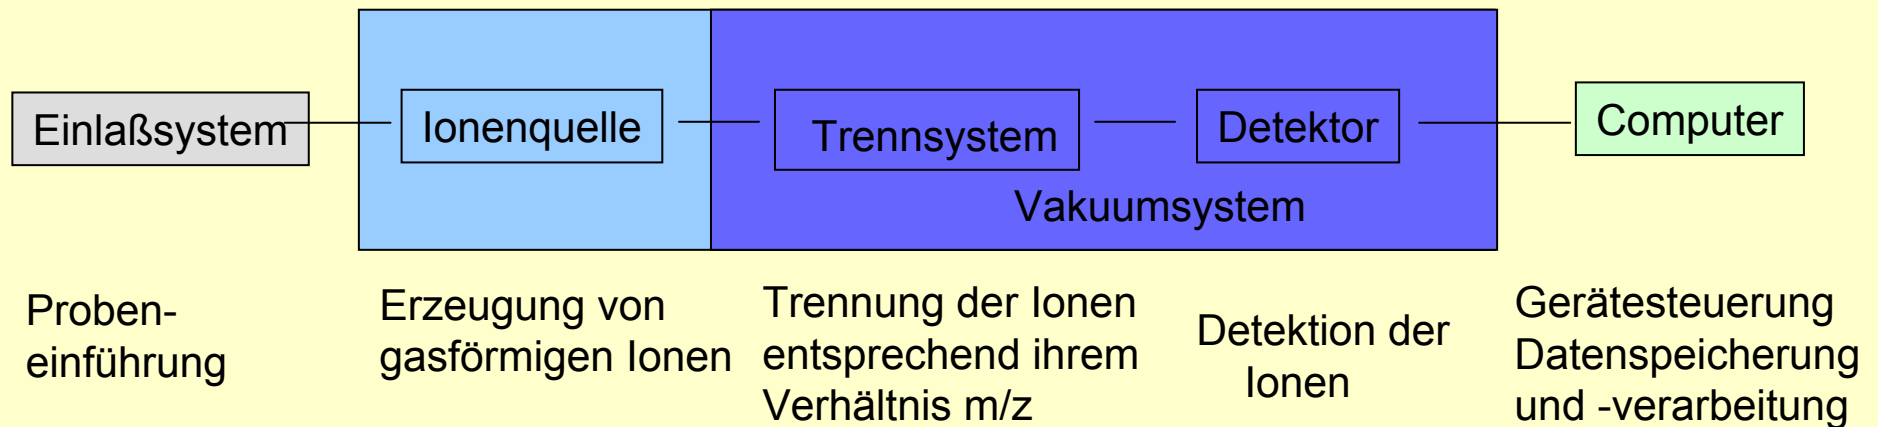 Einlaßsystem
Ionenquelle
Trennsystem
Detektor
Computer
Vakuumsystem
Proben-
einführung
Erzeugung von
gasförmigen Ionen
Trennung der Ionen
entsprechend ihrem
Verhältnis m/z
Detektion der
Ionen
Gerätesteuerung
Datenspeicherung
und -verarbeitung